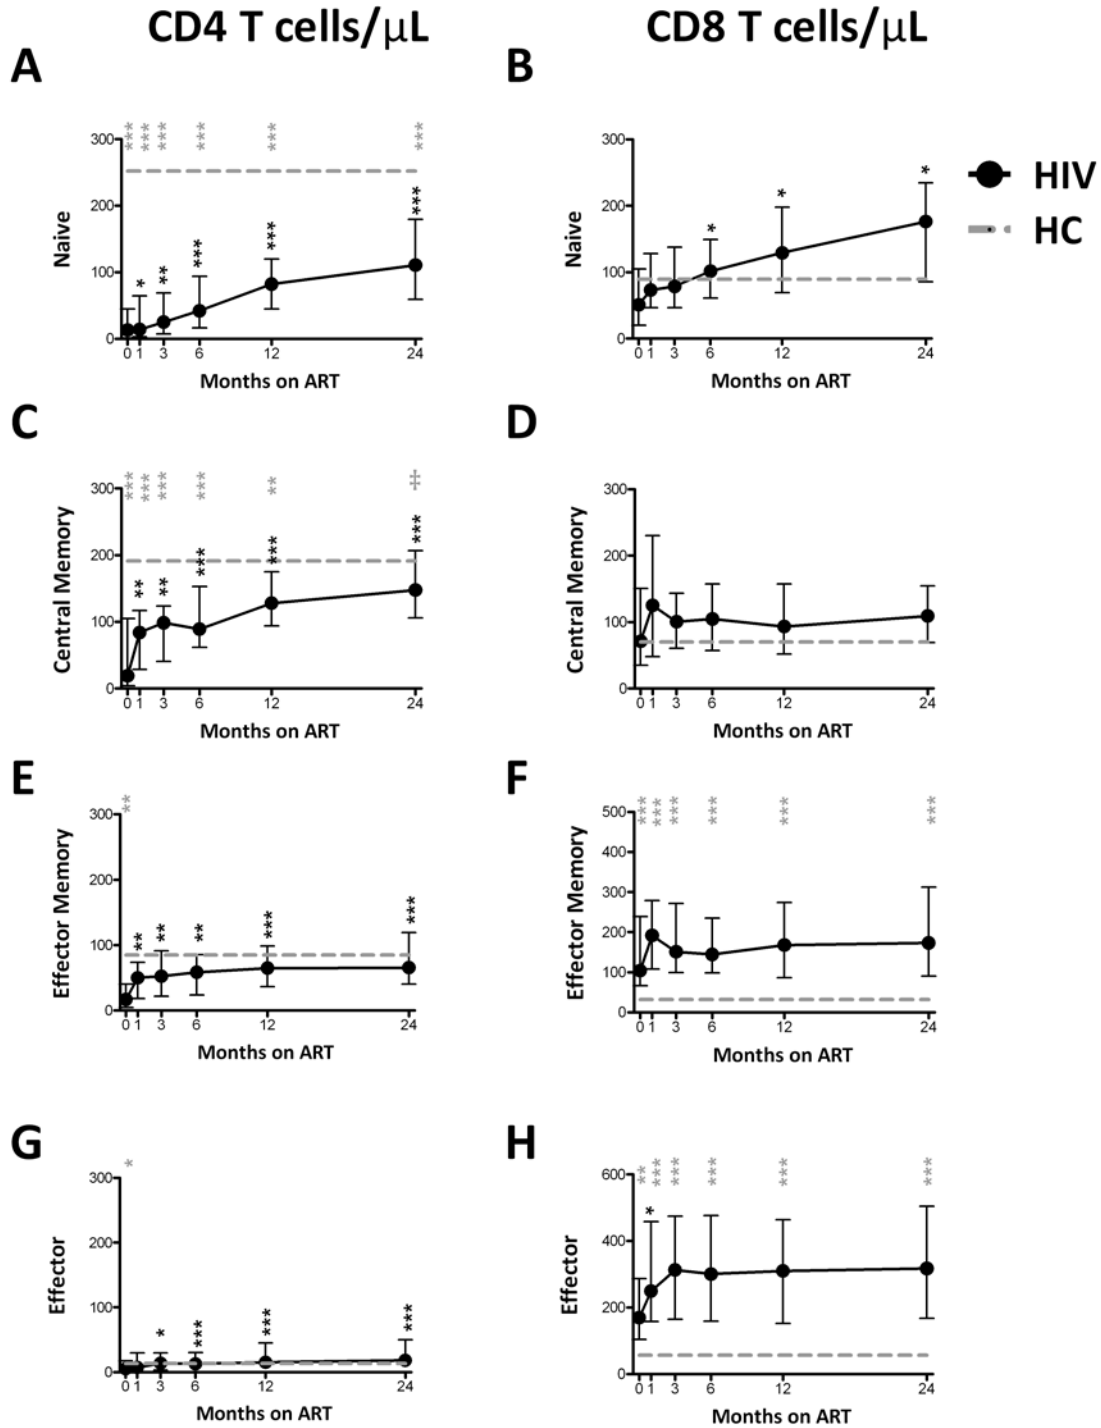 CD4 T cells/μL CD8 T cells/μL
A
*** *** *** *** *** ***
300
200
100
0
Naive
* ** *** *** ***
0 1 3 6 12 24
Months on ART
B
300
200
100
0
Naive
* * *
0 1 3 6 12 24
Months on ART
HIV
HC
C
*** *** *** *** ** ‡
300
200
100
0
Central Memory
** ** *** *** ***
0 1 3 6 12 24
Months on ART
D
300
200
100
0
Central Memory
0 1 3 6 12 24
Months on ART
E
**
300
200
100
0
Effector Memory
** ** ** *** ***
0 1 3 6 12 24
Months on ART
F
*** *** *** *** *** ***
500
400
300
200
100
0
Effector Memory
0 1 3 6 12 24
Months on ART
G
*
300
200
100
0
Effector
* *** *** ***
0 1 3 6 12 24
Months on ART
H
** *** *** *** *** ***
600
400
200
0
Effector
*
0 1 3 6 12 24
Months on ART